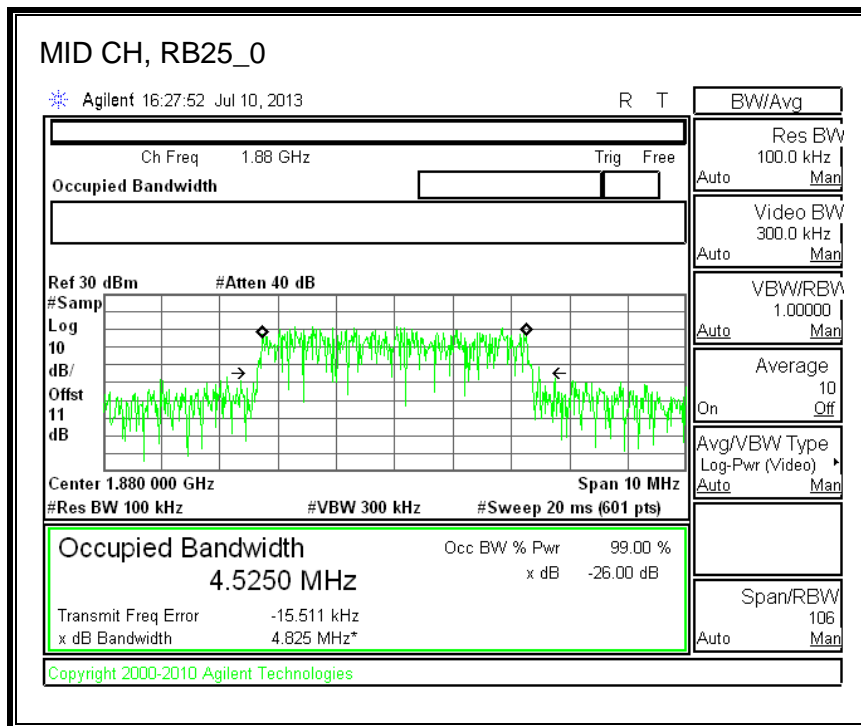 MID CH, RB25_0
Agilent 16:27:52 Jul 10, 2013 R T
Ch Freq 1.88 GHz Trig Free
Occupied Bandwidth
Ref 30 dBm #Atten 40 dB
#Samp
Log
10
dB/
Offst
11
dB
Center 1.880 000 GHz Span 10 MHz
#Res BW 100 kHz #VBW 300 kHz #Sweep 20 ms (601 pts)
Occupied Bandwidth Occ BW % Pwr 99.00 %
4.5250 MHz x dB -26.00 dB
Transmit Freq Error -15.511 kHz
x dB Bandwidth 4.825 MHz*
Copyright 2000-2010 Agilent Technologies
BW/Avg
Res BW
100.0 kHz
Auto Man
Video BW
300.0 kHz
Auto Man
VBW/RBW
1.00000
Auto Man
Average
10
On Off
Avg/VBW Type
Log-Pwr (Video)
Auto Man
Span/RBW
106
Auto Man